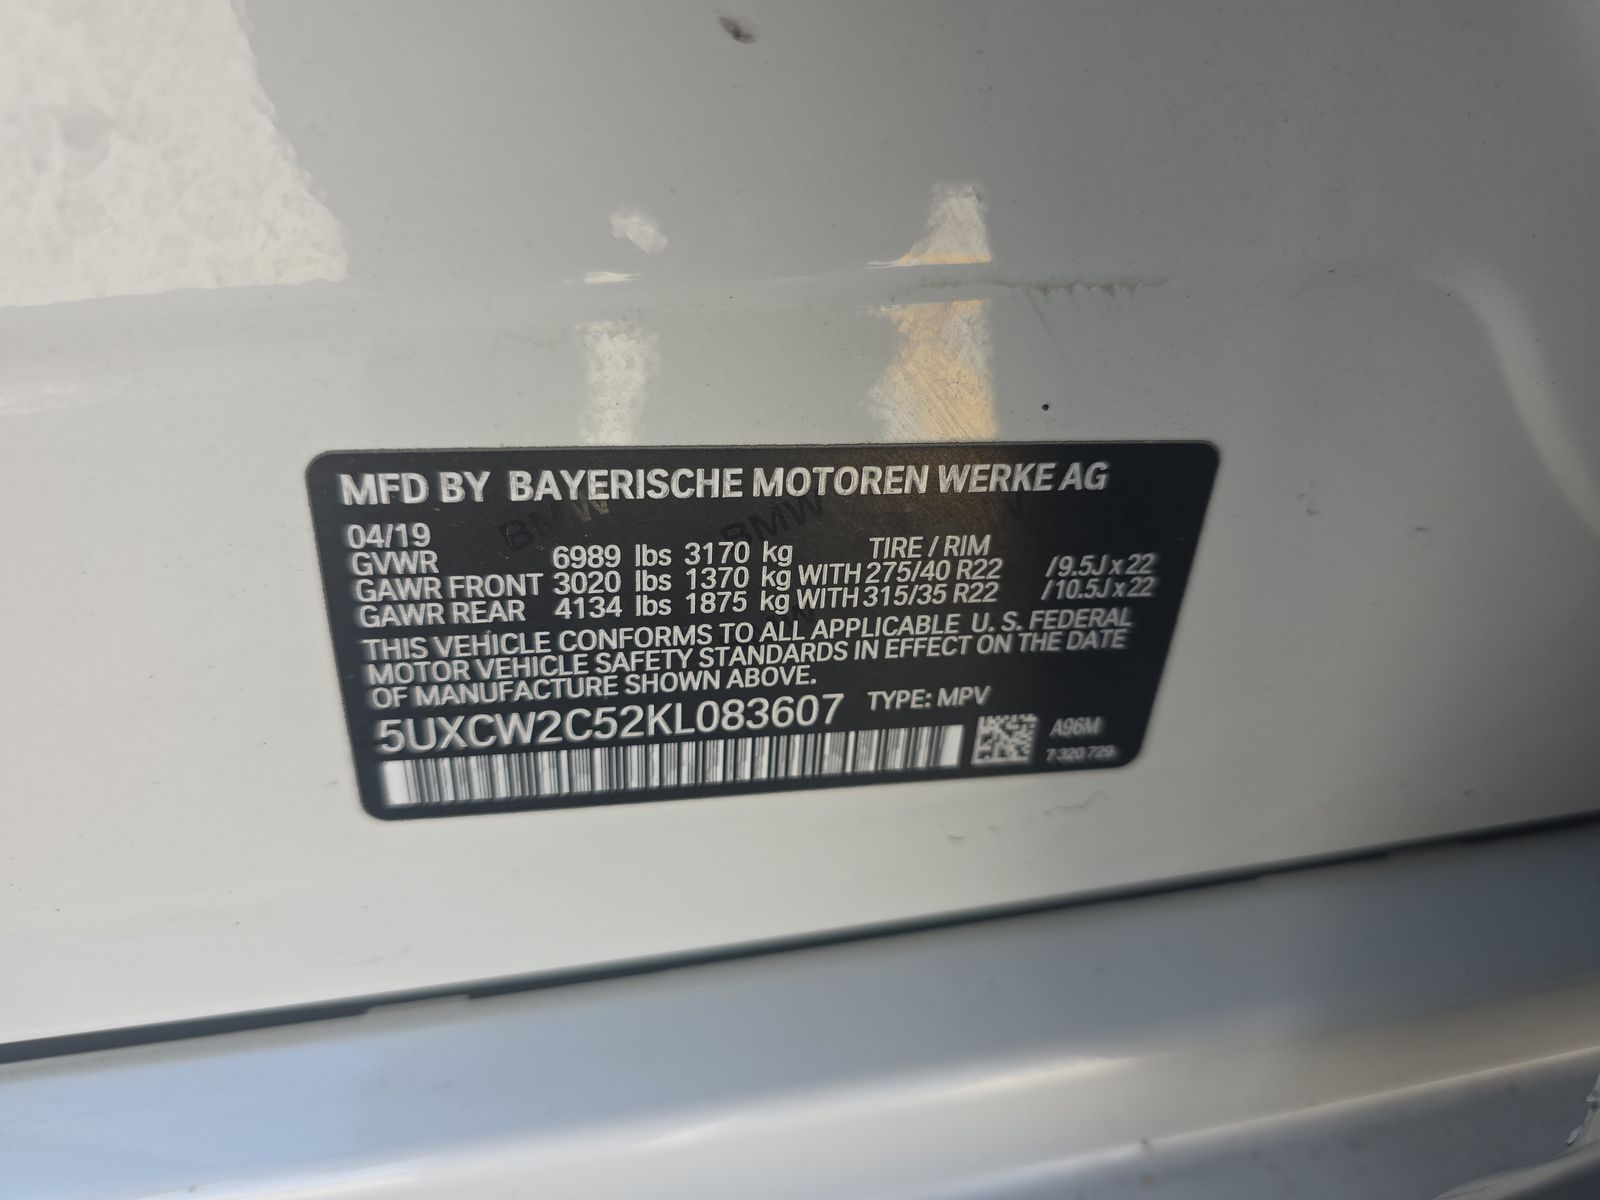 MFD BY BAYERISCHE MOTOREN WERKE AG
04/19
GVWR 6989 lbs 3170 kg TIRE / RIM
GAWR FRONT 3020 lbs 1370 kg WITH 275/40 R22 /9.5J x 22
GAWR REAR 4134 lbs 1875 kg WITH 315/35 R22 /10.5J x 22
THIS VEHICLE CONFORMS TO ALL APPLICABLE U. S. FEDERAL
MOTOR VEHICLE SAFETY STANDARDS IN EFFECT ON THE DATE
OF MANUFACTURE SHOWN ABOVE.
5UXCW2C52KL083607 TYPE: MPV
A96M
7 320 729
BMW BMW